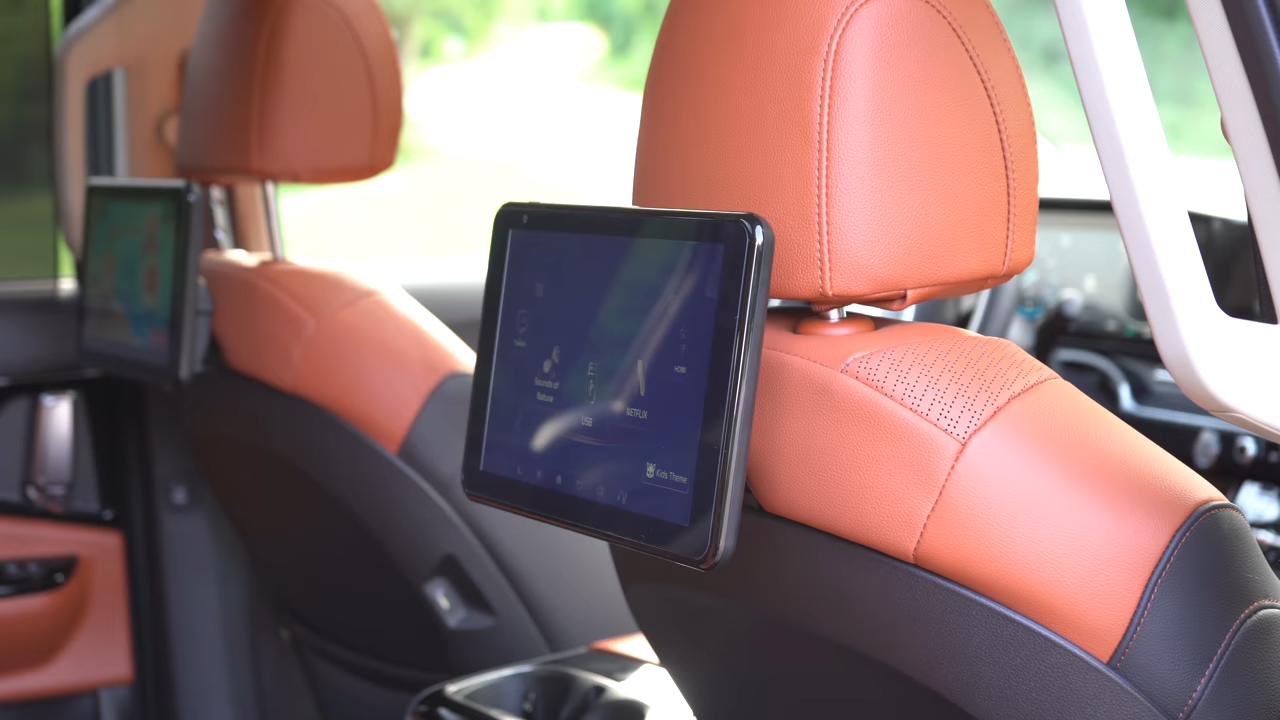 HDMI
Sounds of
Nature
NETFLIX
USB
Kids Theme